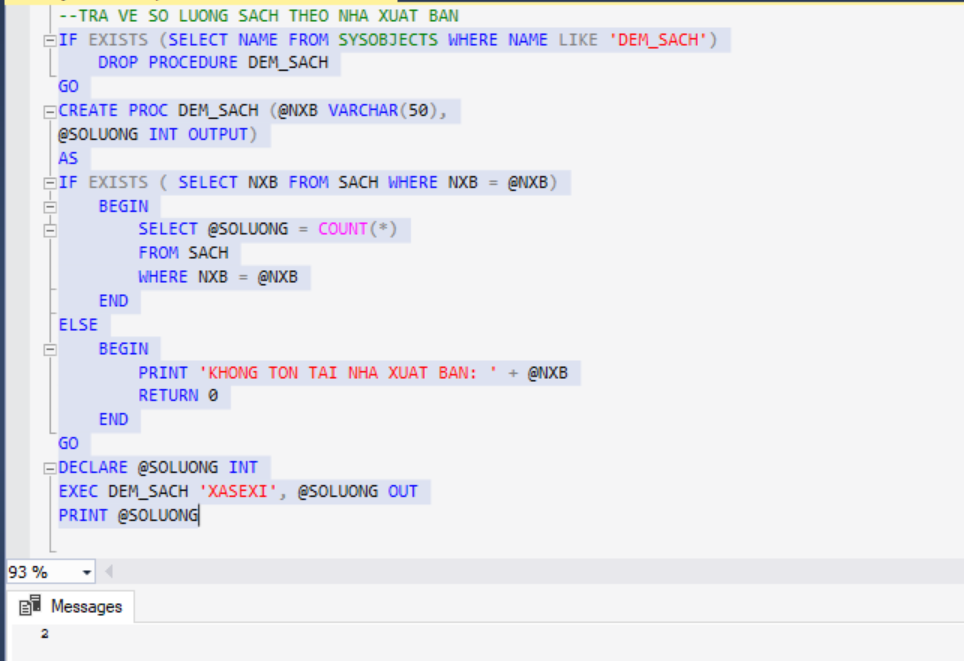 --TRA VE SO LUONG SACH THEO NHA XUAT BAN
IF EXISTS (SELECT NAME FROM SYSOBJECTS WHERE NAME LIKE 'DEM_SACH')
DROP PROCEDURE DEM_SACH
GO
CREATE PROC DEM_SACH (@NXB VARCHAR(50),
@SOLUONG INT OUTPUT)
AS
IF EXISTS ( SELECT NXB FROM SACH WHERE NXB = @NXB)
BEGIN
SELECT @SOLUONG = COUNT(*)
FROM SACH
WHERE NXB = @NXB
END
ELSE
BEGIN
PRINT 'KHONG TON TAI NHA XUAT BAN: ' + @NXB
RETURN 0
END
GO
DECLARE @SOLUONG INT
EXEC DEM_SACH 'XASEXI', @SOLUONG OUT
PRINT @SOLUONG
93 %
Messages
2